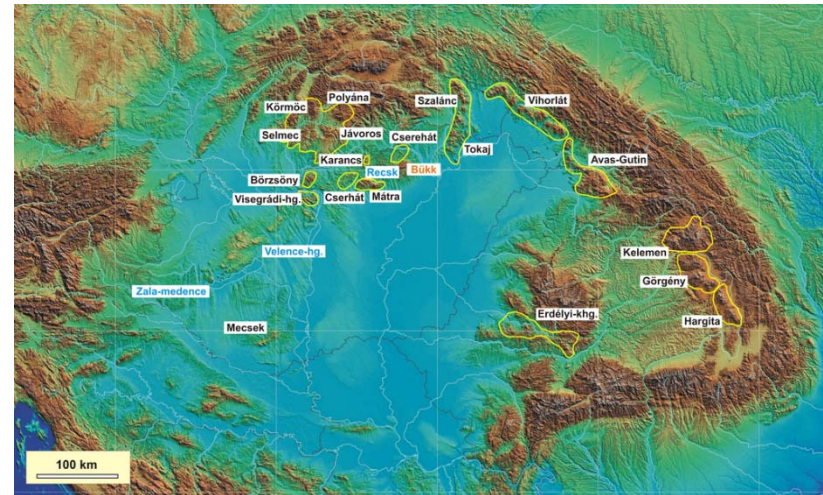 Polyána
Körmöc
Szalánc
Vihorlát
Selmec
Jávoros
Cserehát
Tokaj
Karancs
Avas-Gutin
Recsk
Bükk
Börzsöny
Visegrádi-hg.
Cserhát
Mátra
Velence-hg.
Kelemen
Görgény
Zala-medence
Erdélyi-khg.
Hargita
Mecsek
100 km